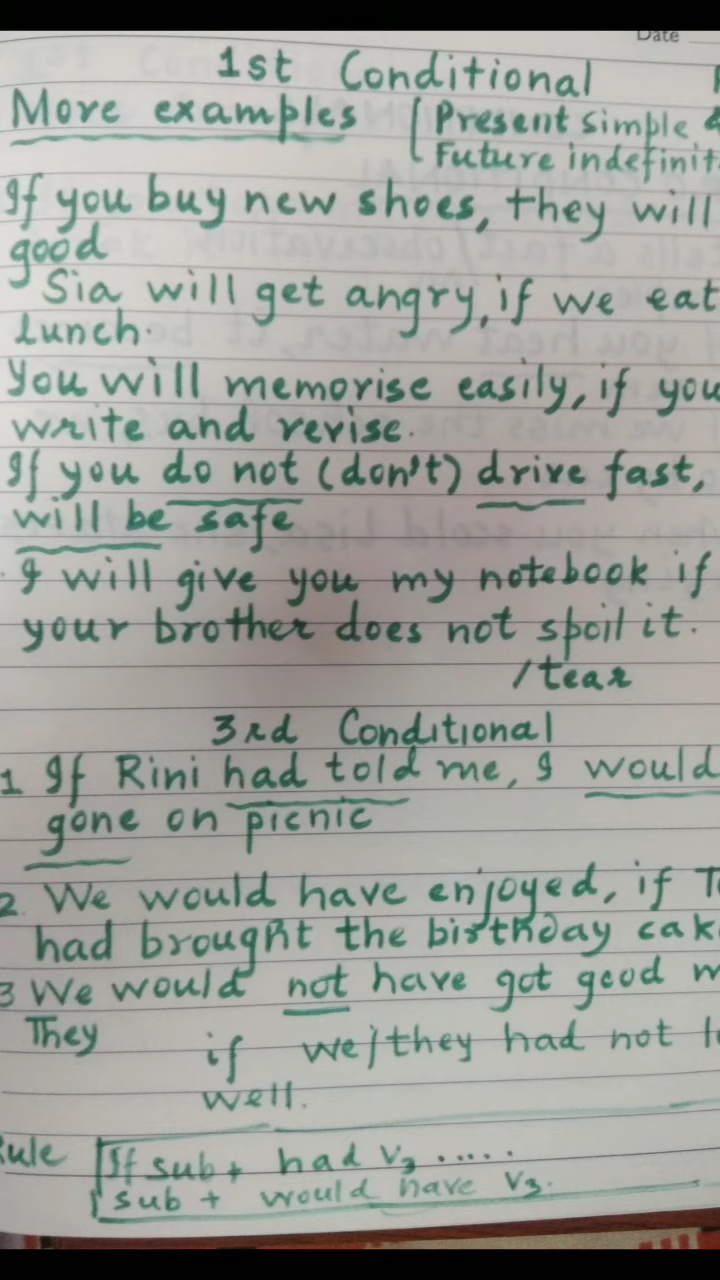 Date
1st Conditional
More examples [Present simple &
Future indefinit
If you buy new shoes, they will
good
Sia will get angry, if we eat
lunch.
You will memorise easily, if you
write and revise.
If you do not (don't) drive fast,
will be safe
I will give you my notebook if
your brother does not spoil it.
/tear
3rd Conditional
1 If Rini had told me, I would
gone on picnic
2. We would have enjoyed, if
had brought the birthday cak
3 We would not have got good m
They
if we/they had not
well.
Rule If sub + had V3 .....
sub + would have V3.